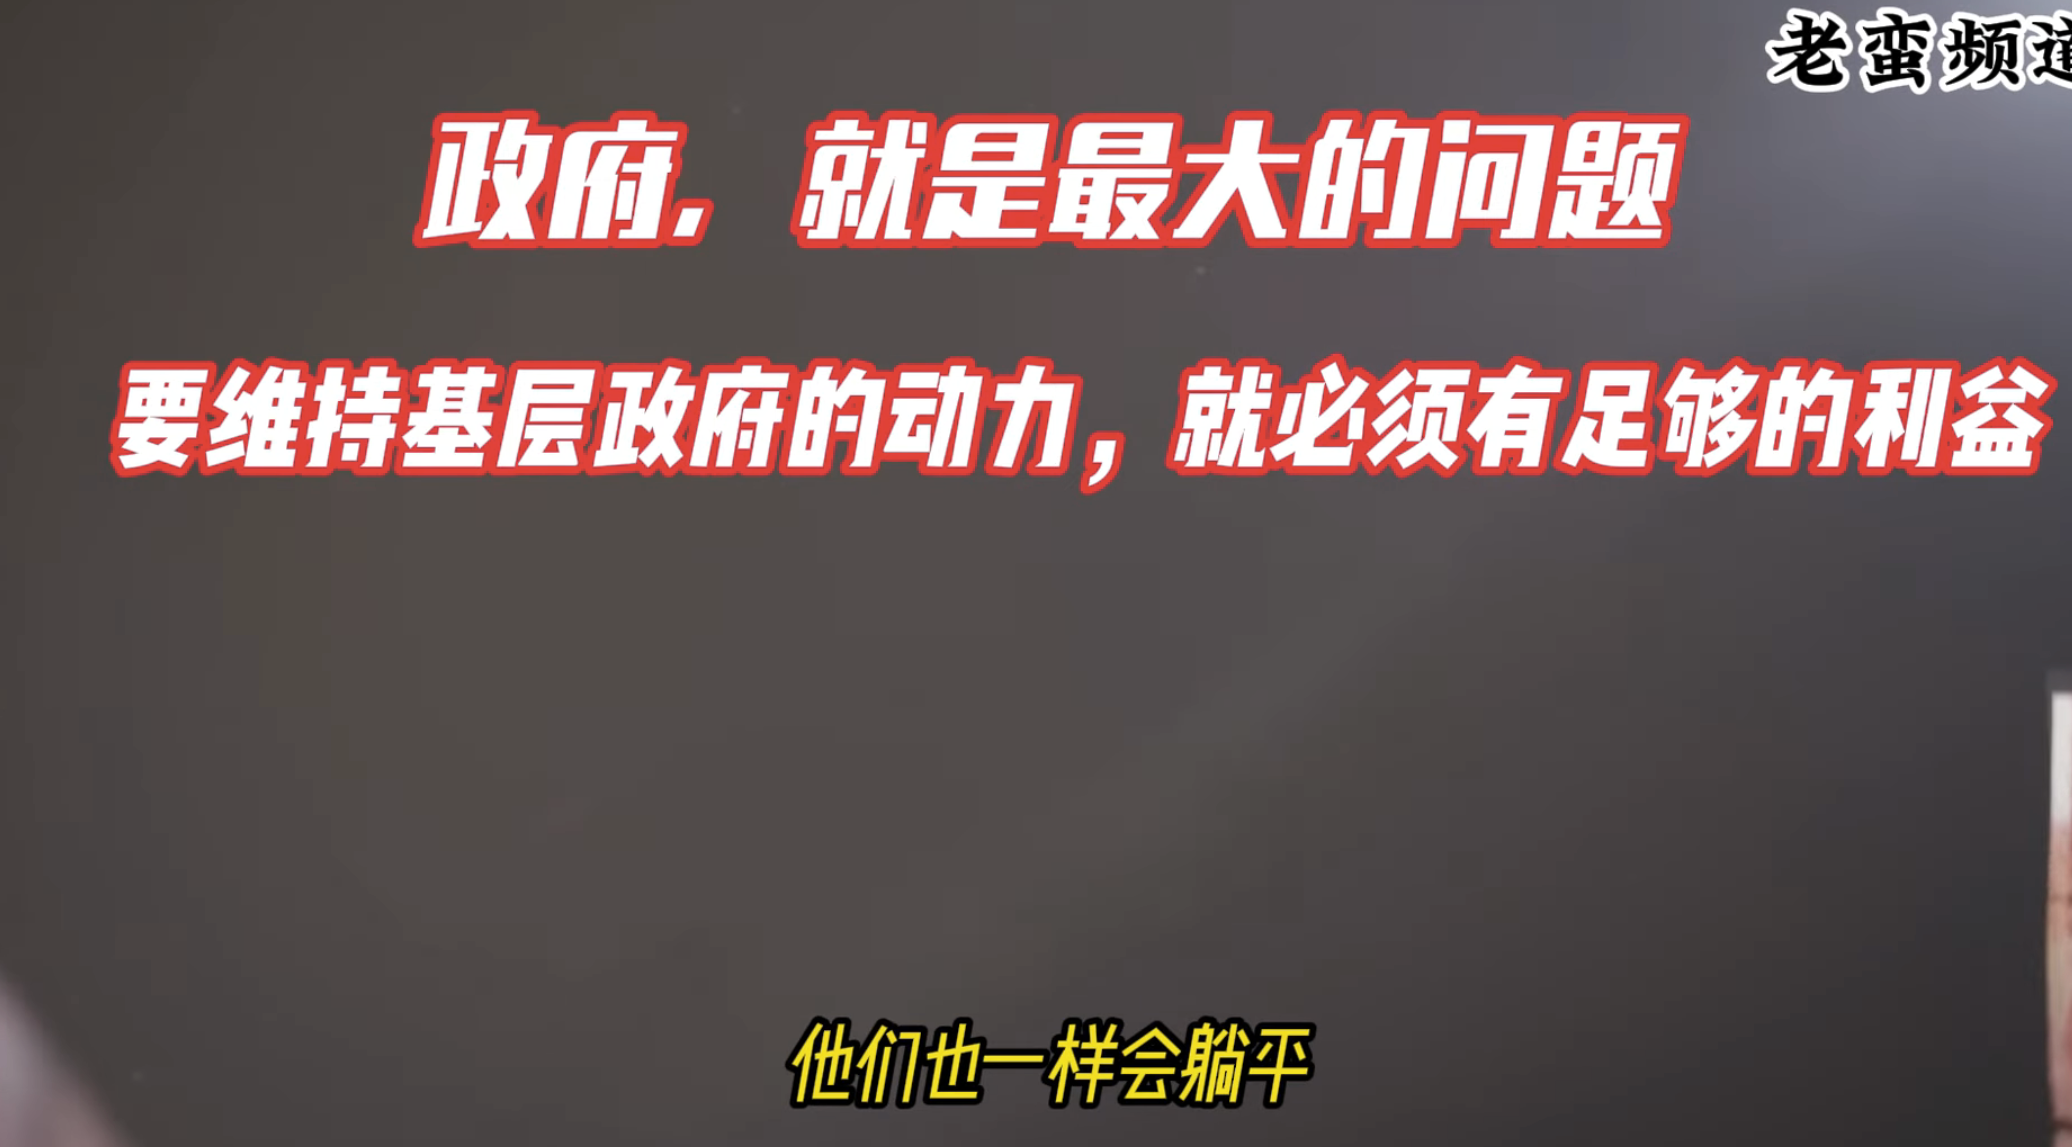 老蛮频道
政府，就是最大的问题
要维持基层政府的动力，就必须有足够的利益
他们也一样会躺平